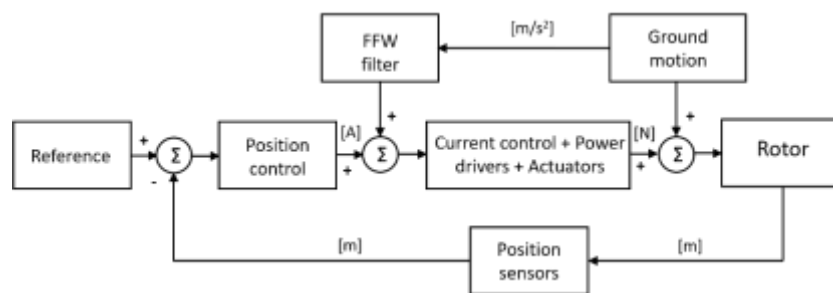 [m/s²]
FFW
filter
Ground
motion
+
+
Reference
+
Σ
-
Position
control
[A]
+
Σ
Current control + Power
drivers + Actuators
[N]
+
Σ
Rotor
[m]
Position
sensors
[m]